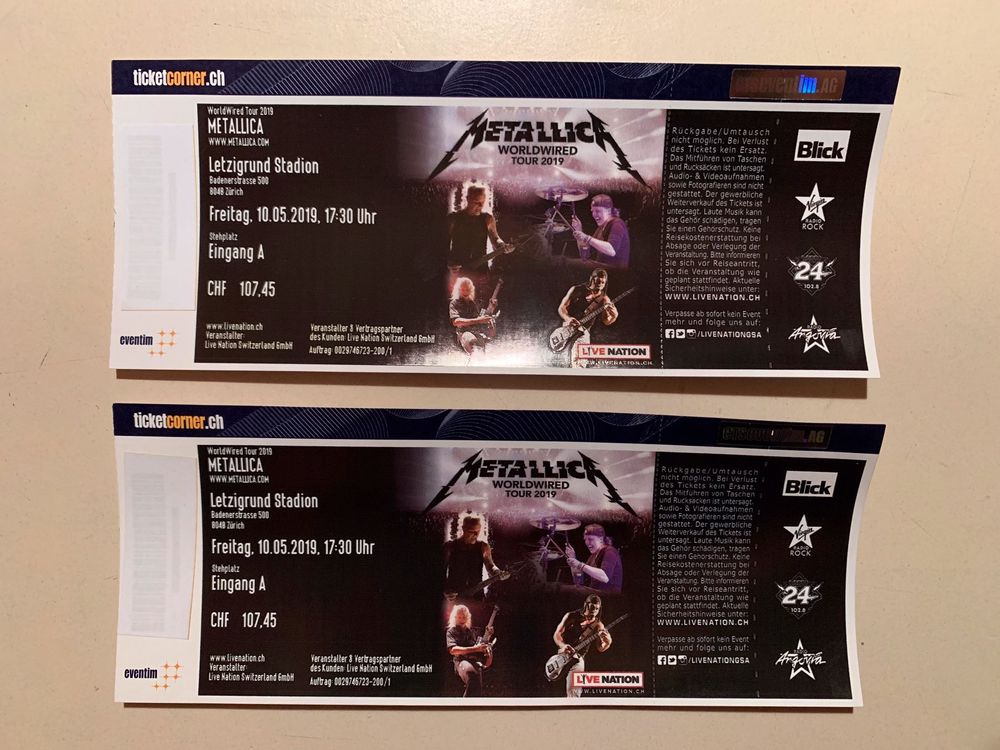 ticketcorner.ch
ctseventim.AG
WorldWired Tour 2019
METALLICA
WWW.METALLICA.COM
Letzigrund Stadion
Badenerstrasse 500
8048 Zürich
Freitag, 10.05.2019, 17:30 Uhr
Stehplatz
Eingang A
CHF 107,45
www.livenation.ch
Veranstalter:
Live Nation Switzerland GmbH
Veranstalter & Vertragspartner
des Kunden: Live Nation Switzerland GmbH
Auftrag: 0029746723-200/1
eventim
METALLICA
WORLDWIRED
TOUR 2019
LIVE NATION
WWW.LIVENATION.CH
Rückgabe/Umtausch
nicht möglich. Bei Verlust
des Tickets kein Ersatz.
Das Mitführen von Taschen
und Rucksäcken ist untersagt.
Audio- & Videoaufnahmen
sowie Fotografieren sind nicht
gestattet. Der gewerbliche
Weiterverkauf des Tickets ist
untersagt. Laute Musik kann
das Gehör schädigen, tragen
Sie einen Gehörschutz. Keine
Reisekostenerstattung bei
Absage oder Verlegung der
Veranstaltung. Bitte informieren
Sie sich vor Reiseantritt,
ob die Veranstaltung wie
geplant stattfindet. Aktuelle
Sicherheitshinweise unter:
WWW.LIVENATION.CH
Verpasse ab sofort kein Event
mehr und folge uns auf:
/LIVENATIONGSA
Blick
Virgin
RADIO
ROCK
24
102.8
Argovia
ticketcorner.ch
ctseventim.AG
WorldWired Tour 2019
METALLICA
WWW.METALLICA.COM
Letzigrund Stadion
Badenerstrasse 500
8048 Zürich
Freitag, 10.05.2019, 17:30 Uhr
Stehplatz
Eingang A
CHF 107,45
www.livenation.ch
Veranstalter:
Live Nation Switzerland GmbH
Veranstalter & Vertragspartner
des Kunden: Live Nation Switzerland GmbH
Auftrag: 0029746723-200/1
eventim
METALLICA
WORLDWIRED
TOUR 2019
LIVE NATION
WWW.LIVENATION.CH
Rückgabe/Umtausch
nicht möglich. Bei Verlust
des Tickets kein Ersatz.
Das Mitführen von Taschen
und Rucksäcken ist untersagt.
Audio- & Videoaufnahmen
sowie Fotografieren sind nicht
gestattet. Der gewerbliche
Weiterverkauf des Tickets ist
untersagt. Laute Musik kann
das Gehör schädigen, tragen
Sie einen Gehörschutz. Keine
Reisekostenerstattung bei
Absage oder Verlegung der
Veranstaltung. Bitte informieren
Sie sich vor Reiseantritt,
ob die Veranstaltung wie
geplant stattfindet. Aktuelle
Sicherheitshinweise unter:
WWW.LIVENATION.CH
Verpasse ab sofort kein Event
mehr und folge uns auf:
/LIVENATIONGSA
Blick
Virgin
RADIO
ROCK
24
102.8
Argovia